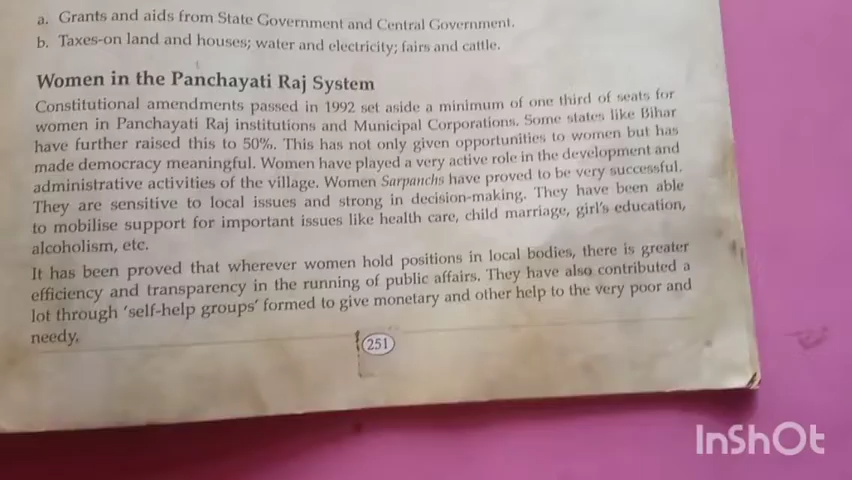 a. Grants and aids from State Government and Central Government.
b. Taxes-on land and houses; water and electricity; fairs and cattle.
Women in the Panchayati Raj System
Constitutional amendments passed in 1992 set aside a minimum of one third of seats for
women in Panchayati Raj institutions and Municipal Corporations. Some states like Bihar
have further raised this to 50%. This has not only given opportunities to women but has
made democracy meaningful. Women have played a very active role in the development and
administrative activities of the village. Women Sarpanchs have proved to be very successful.
They are sensitive to local issues and strong in decision-making. They have been able
to mobilise support for important issues like health care, child marriage, girl's education,
alcoholism, etc.
It has been proved that wherever women hold positions in local bodies, there is greater
efficiency and transparency in the running of public affairs. They have also contributed a
lot through 'self-help groups' formed to give monetary and other help to the very poor and
needy.
251
InShOt